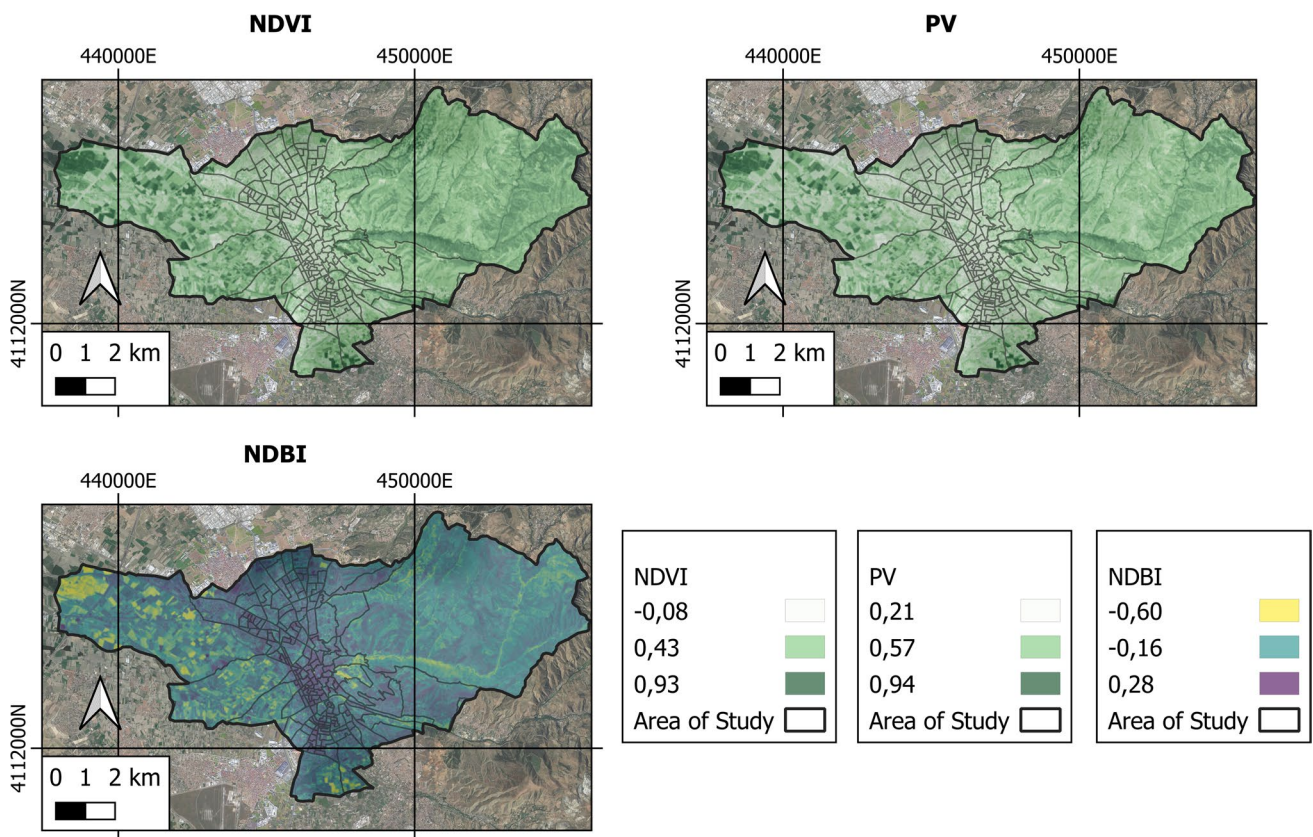 NDVI
440000E 450000E
4112000N
0 1 2 km
PV
440000E 450000E
4112000N
0 1 2 km
NDBI
440000E 450000E
4112000N
0 1 2 km
NDVI
-0,08
0,43
0,93
Area of Study
PV
0,21
0,57
0,94
Area of Study
NDBI
-0,60
-0,16
0,28
Area of Study